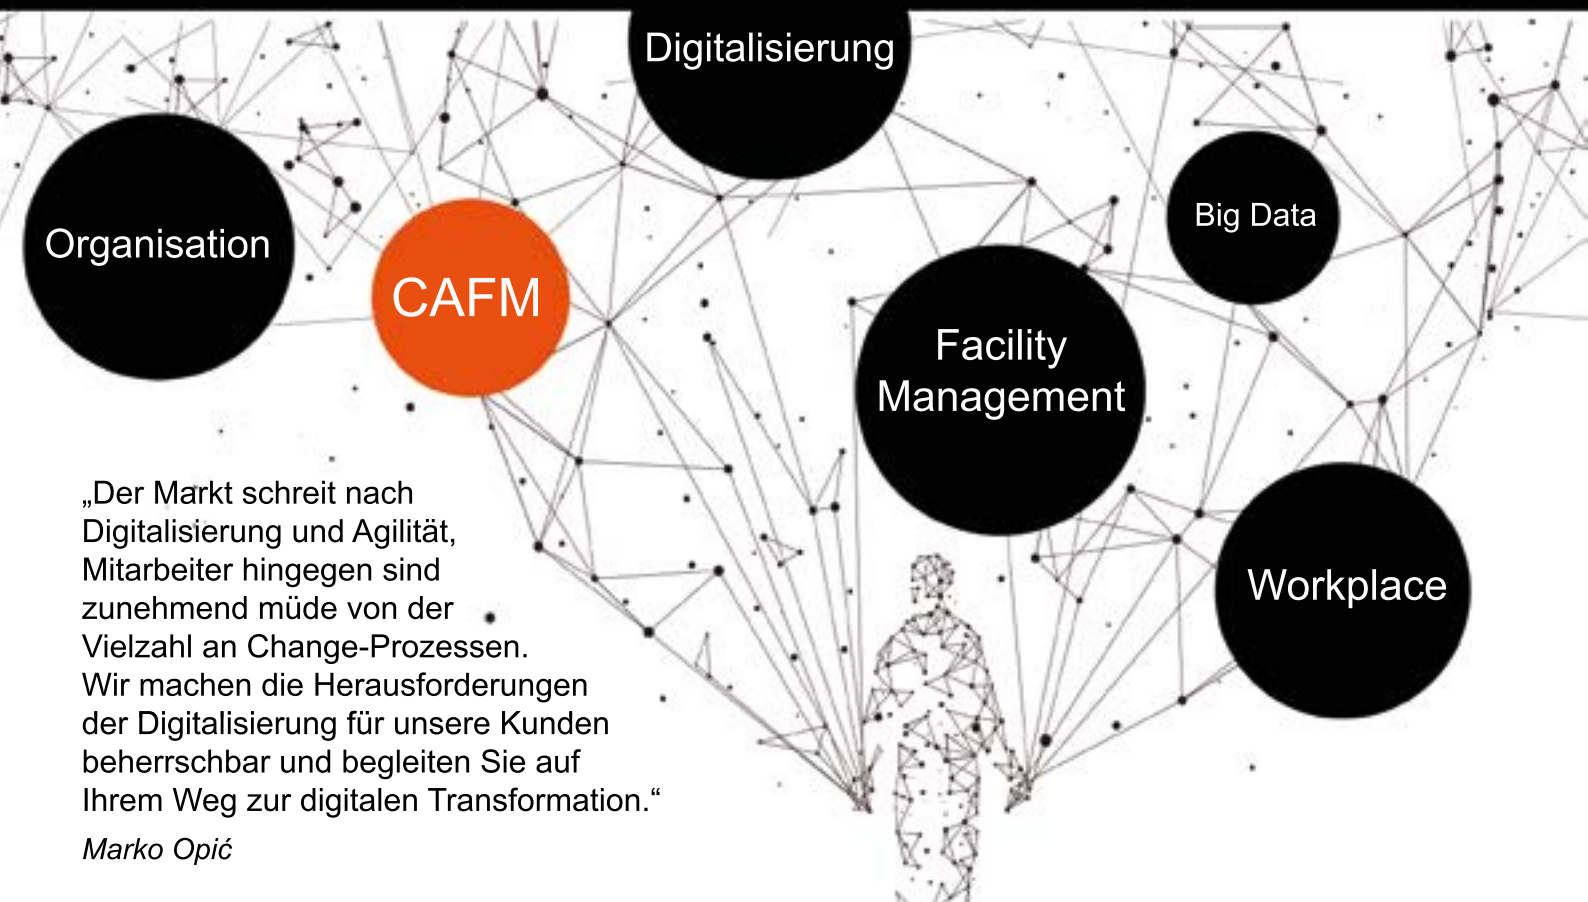 Digitalisierung
Organisation
CAFM
Big Data
Facility
Management
Workplace
„Der Markt schreit nach
Digitalisierung und Agilität,
Mitarbeiter hingegen sind
zunehmend müde von der
Vielzahl an Change-Prozessen.
Wir machen die Herausforderungen
der Digitalisierung für unsere Kunden
beherrschbar und begleiten Sie auf
Ihrem Weg zur digitalen Transformation.“
Marko Opić